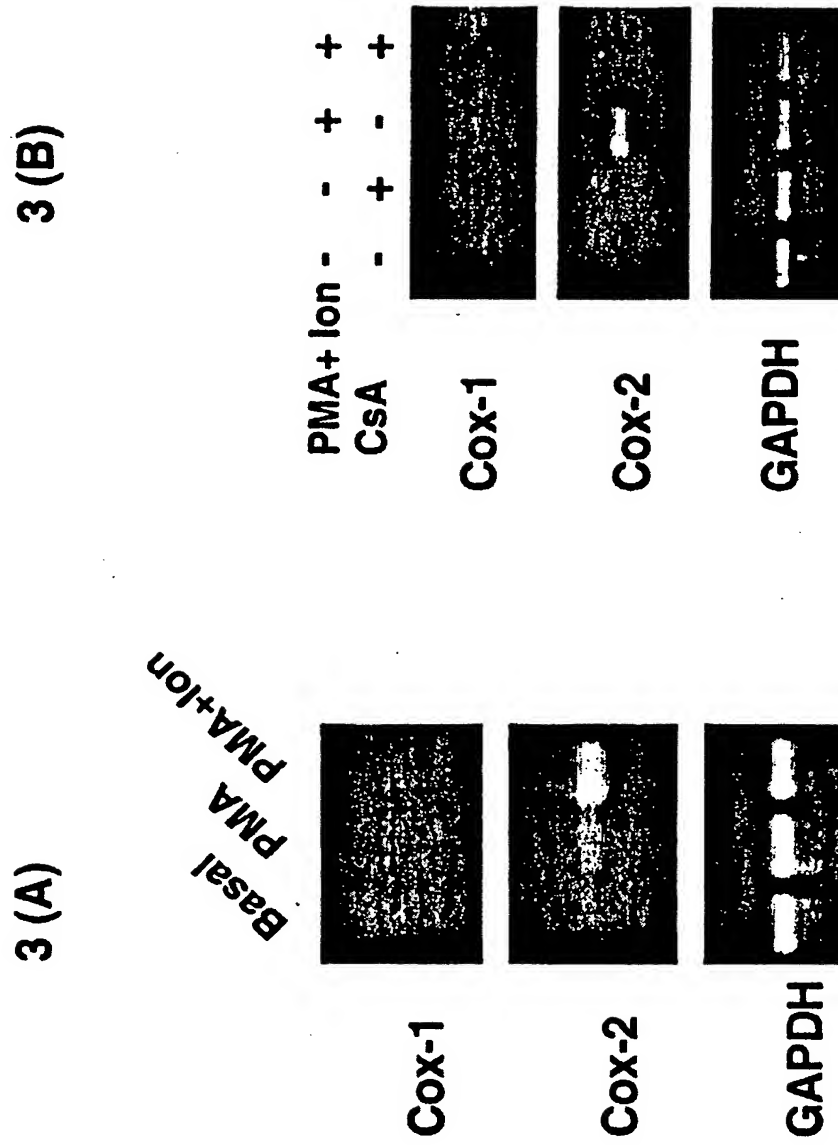 3 (A)
Basal
PMA
PMA+Ion
Cox-1
Cox-2
GAPDH
3 (B)
PMA+ Ion - - + +
CsA - + - +
Cox-1
Cox-2
GAPDH